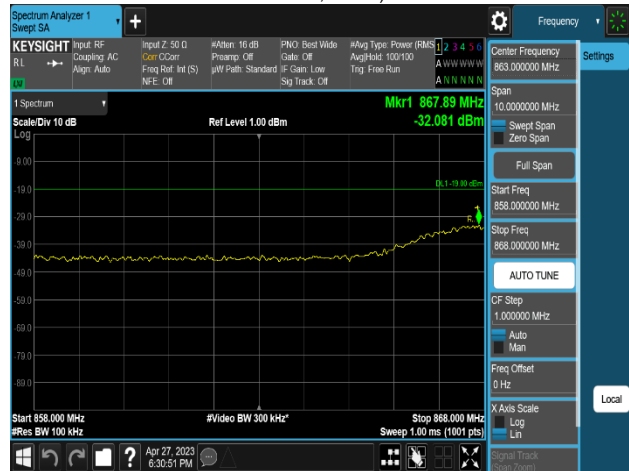 Spectrum Analyzer 1
Swept SA
Frequency
KEYSIGHT
RL
Input: RF
Coupling: AC
Align: Auto
Input Z: 50 Ω
Corr CCorr
Freq Ref: Int (S)
NFE: Off
#Atten: 16 dB
Preamp: Off
µW Path: Standard
PNO: Best Wide
Gate: Off
IF Gain: Low
Sig Track: Off
#Avg Type: Power (RMS
Avg|Hold: 100/100
Trig: Free Run
1 2 3 4 5 6
A W W W W W
A N N N N N
1 Spectrum
Mkr1 867.89 MHz
-32.081 dBm
Scale/Div 10 dB
Ref Level 1.00 dBm
Log
-9.00
-19.0
DL1 -19.00 dBm
-29.0
-39.0
-49.0
-59.0
-69.0
-79.0
-89.0
Start 858.000 MHz
#Video BW 300 kHz*
Stop 868.000 MHz
#Res BW 100 kHz
Sweep 1.00 ms (1001 pts)
Apr 27, 2023
6:30:51 PM
Center Frequency
863.000000 MHz
Settings
Span
10.0000000 MHz
Swept Span
Zero Span
Full Span
Start Freq
858.000000 MHz
Stop Freq
868.000000 MHz
AUTO TUNE
CF Step
1.000000 MHz
Auto
Man
Freq Offset
0 Hz
X Axis Scale
Log
Lin
Local
Signal Track
(Span Zoom)